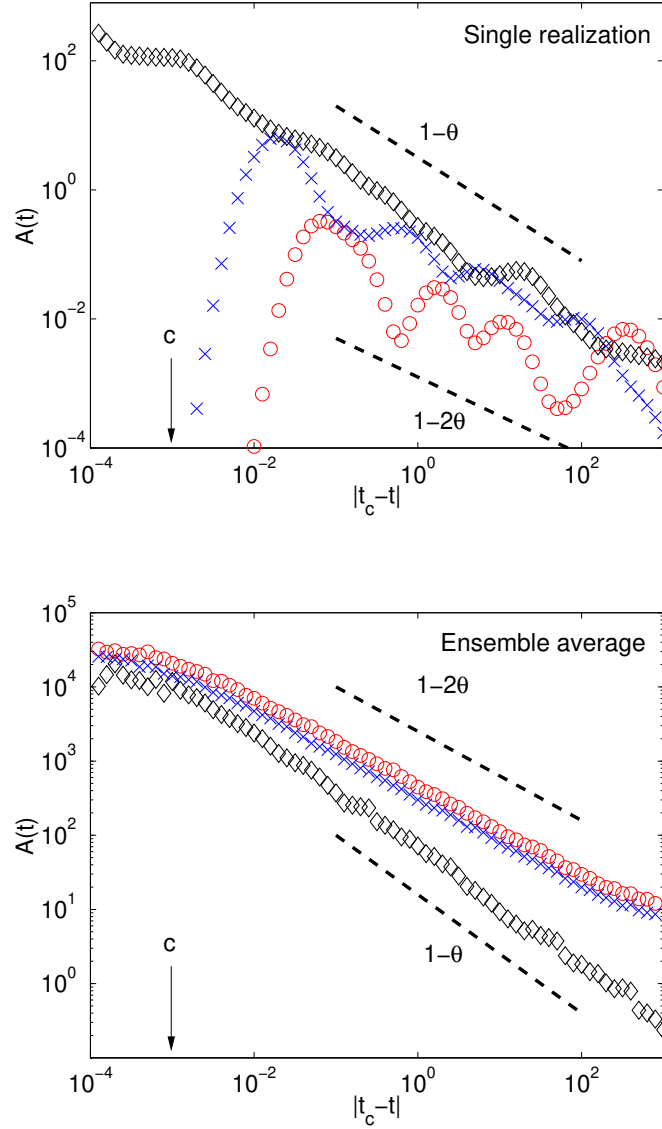 Single realization
10^2
1−θ
10^0
A(t)
10^−2
c
1−2θ
10^−4
10^−4 10^−2 10^0 10^2
|t_c−t|
10^5
Ensemble average
10^4
1−2θ
10^3
A(t)
10^2
10^1
c
1−θ
10^0
10^−4 10^−2 10^0 10^2
|t_c−t|